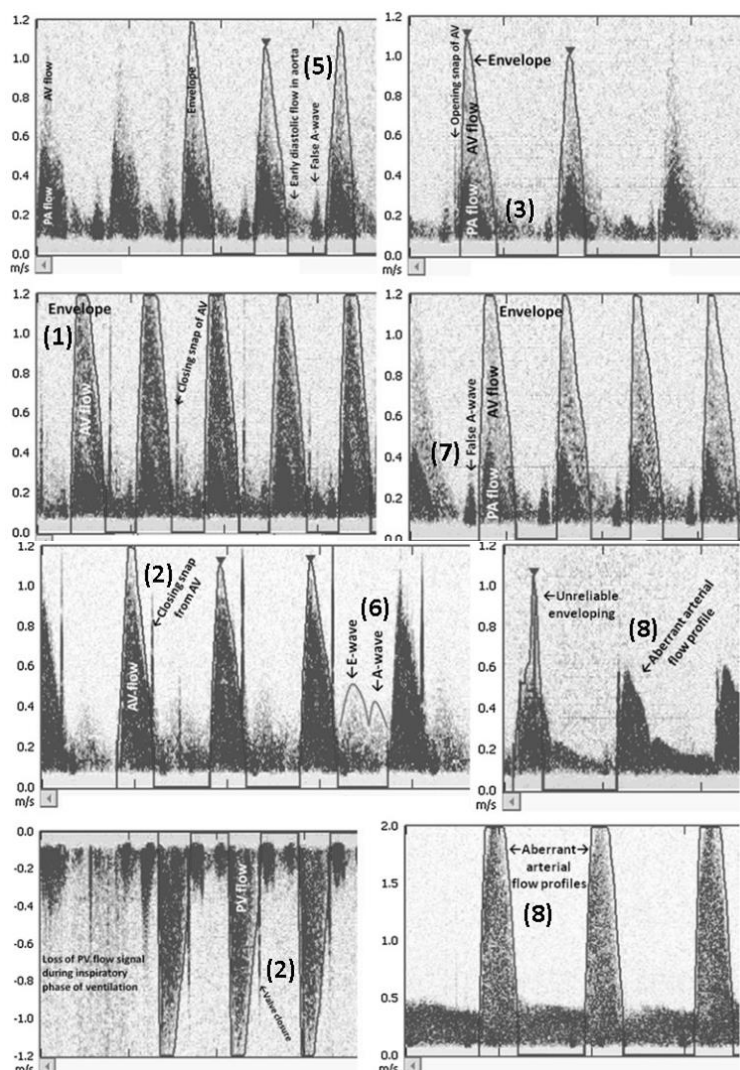 1.2
1.0
0.8
0.6
0.4
0.2
0.0
m/s
AV flow
PA flow
Envelope
(5)
←Early diastolic flow in aorta
←False A-wave
1.2
1.0
0.8
0.6
0.4
0.2
0.0
m/s
←Opening snap of AV
←Envelope
AV flow
PA flow
(3)
1.2
1.0
0.8
0.6
0.4
0.2
0.0
Envelope
(1)
AV flow
←Closing snap of AV
1.2
1.0
0.8
0.6
0.4
0.2
0.0
Envelope
(7)
←False A-wave
AV flow
PA flow
1.2
1.0
0.8
0.6
0.4
0.2
0.0
m/s
(2)
←Closing snap
from AV
AV flow
(6)
←E-wave
←A-wave
1.2
1.0
0.8
0.6
0.4
0.2
0.0
m/s
←Unreliable
enveloping
(8)
←Aberrant arterial
flow profile
0.0
-0.2
-0.4
-0.6
-0.8
-1.0
-1.2
m/s
PV flow
Loss of PV flow signal
during inspiratory
phase of ventilation
(2)
←Valve closure
2.0
1.5
1.0
0.5
0.0
m/s
←Aberrant→
arterial
flow profiles
(8)